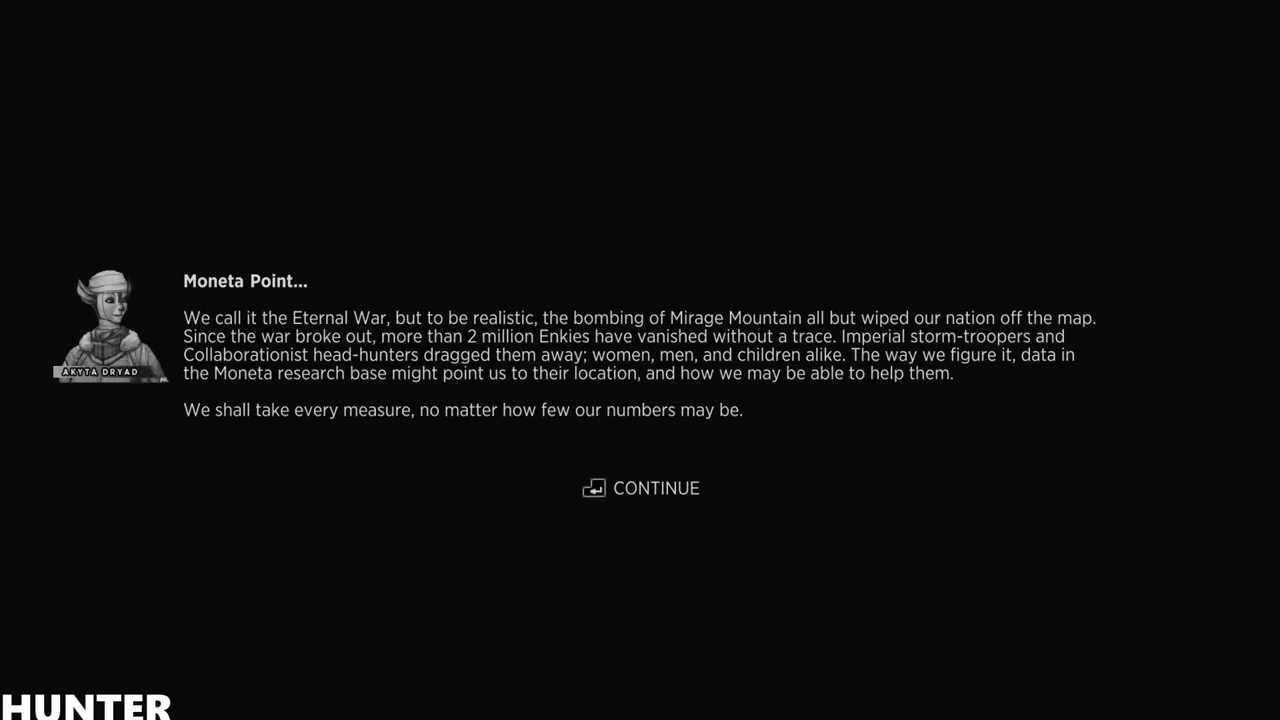 Moneta Point...
We call it the Eternal War, but to be realistic, the bombing of Mirage Mountain all but wiped our nation off the map.
Since the war broke out, more than 2 million Enkies have vanished without a trace. Imperial storm-troopers and
Collaborationist head-hunters dragged them away; women, men, and children alike. The way we figure it, data in
the Moneta research base might point us to their location, and how we may be able to help them.
AKYTA DRYAD
We shall take every measure, no matter how few our numbers may be.
CONTINUE
HUNTER